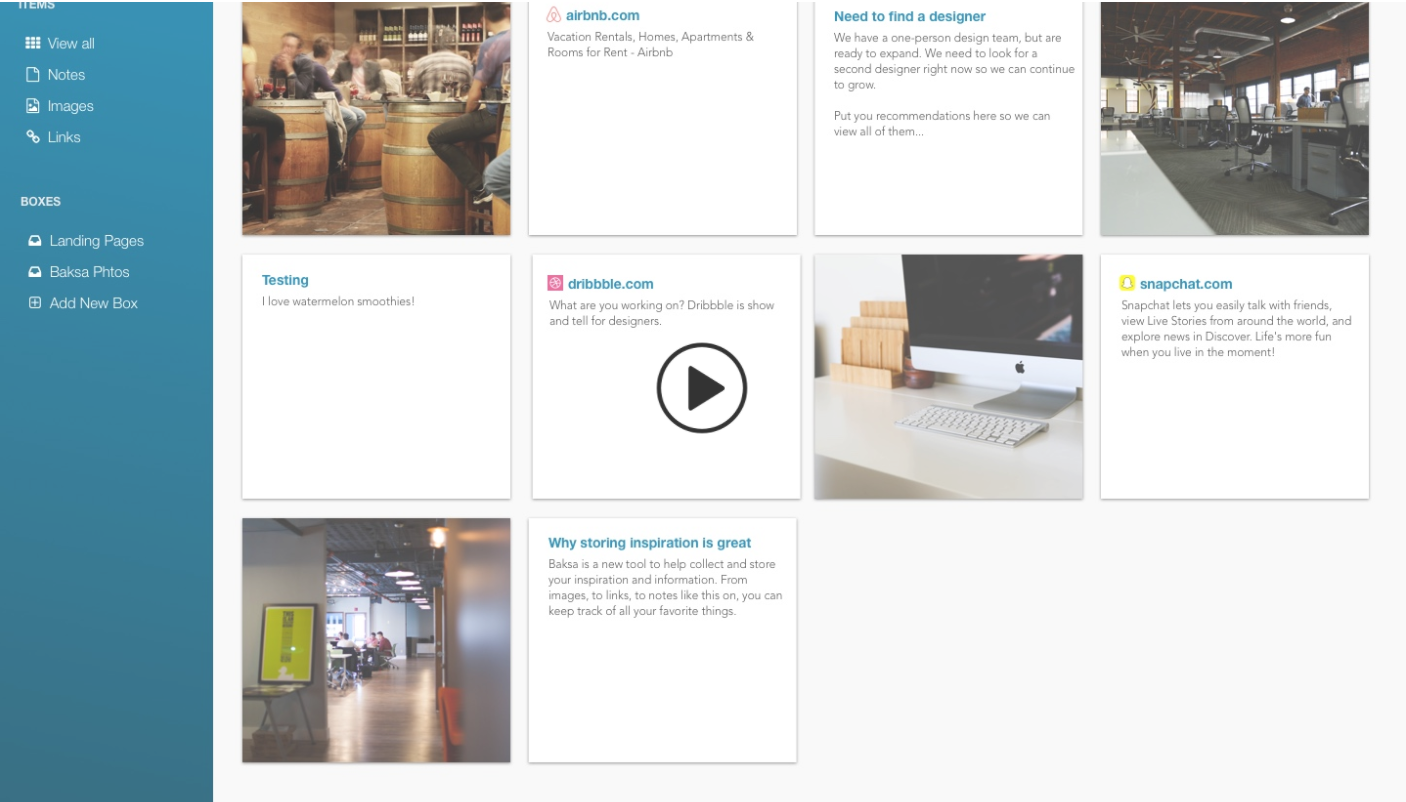 ITEMS
View all
Notes
Images
Links
BOXES
Landing Pages
Baksa Phtos
Add New Box
airbnb.com
Vacation Rentals, Homes, Apartments &
Rooms for Rent - Airbnb
Need to find a designer
We have a one-person design team, but are
ready to expand. We need to look for a
second designer right now so we can continue
to grow.
Put you recommendations here so we can
view all of them...
Testing
I love watermelon smoothies!
dribbble.com
What are you working on? Dribbble is show
and tell for designers.
snapchat.com
Snapchat lets you easily talk with friends,
view Live Stories from around the world, and
explore news in Discover. Life's more fun
when you live in the moment!
Why storing inspiration is great
Baksa is a new tool to help collect and store
your inspiration and information. From
images, to links, to notes like this on, you can
keep track of all your favorite things.